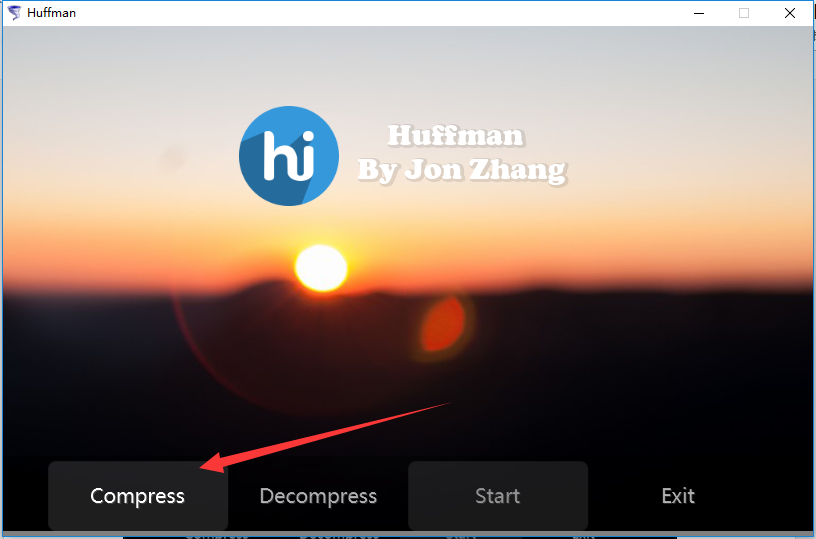 Huffman
hi
Huffman
By Jon Zhang
Compress
Decompress
Start
Exit